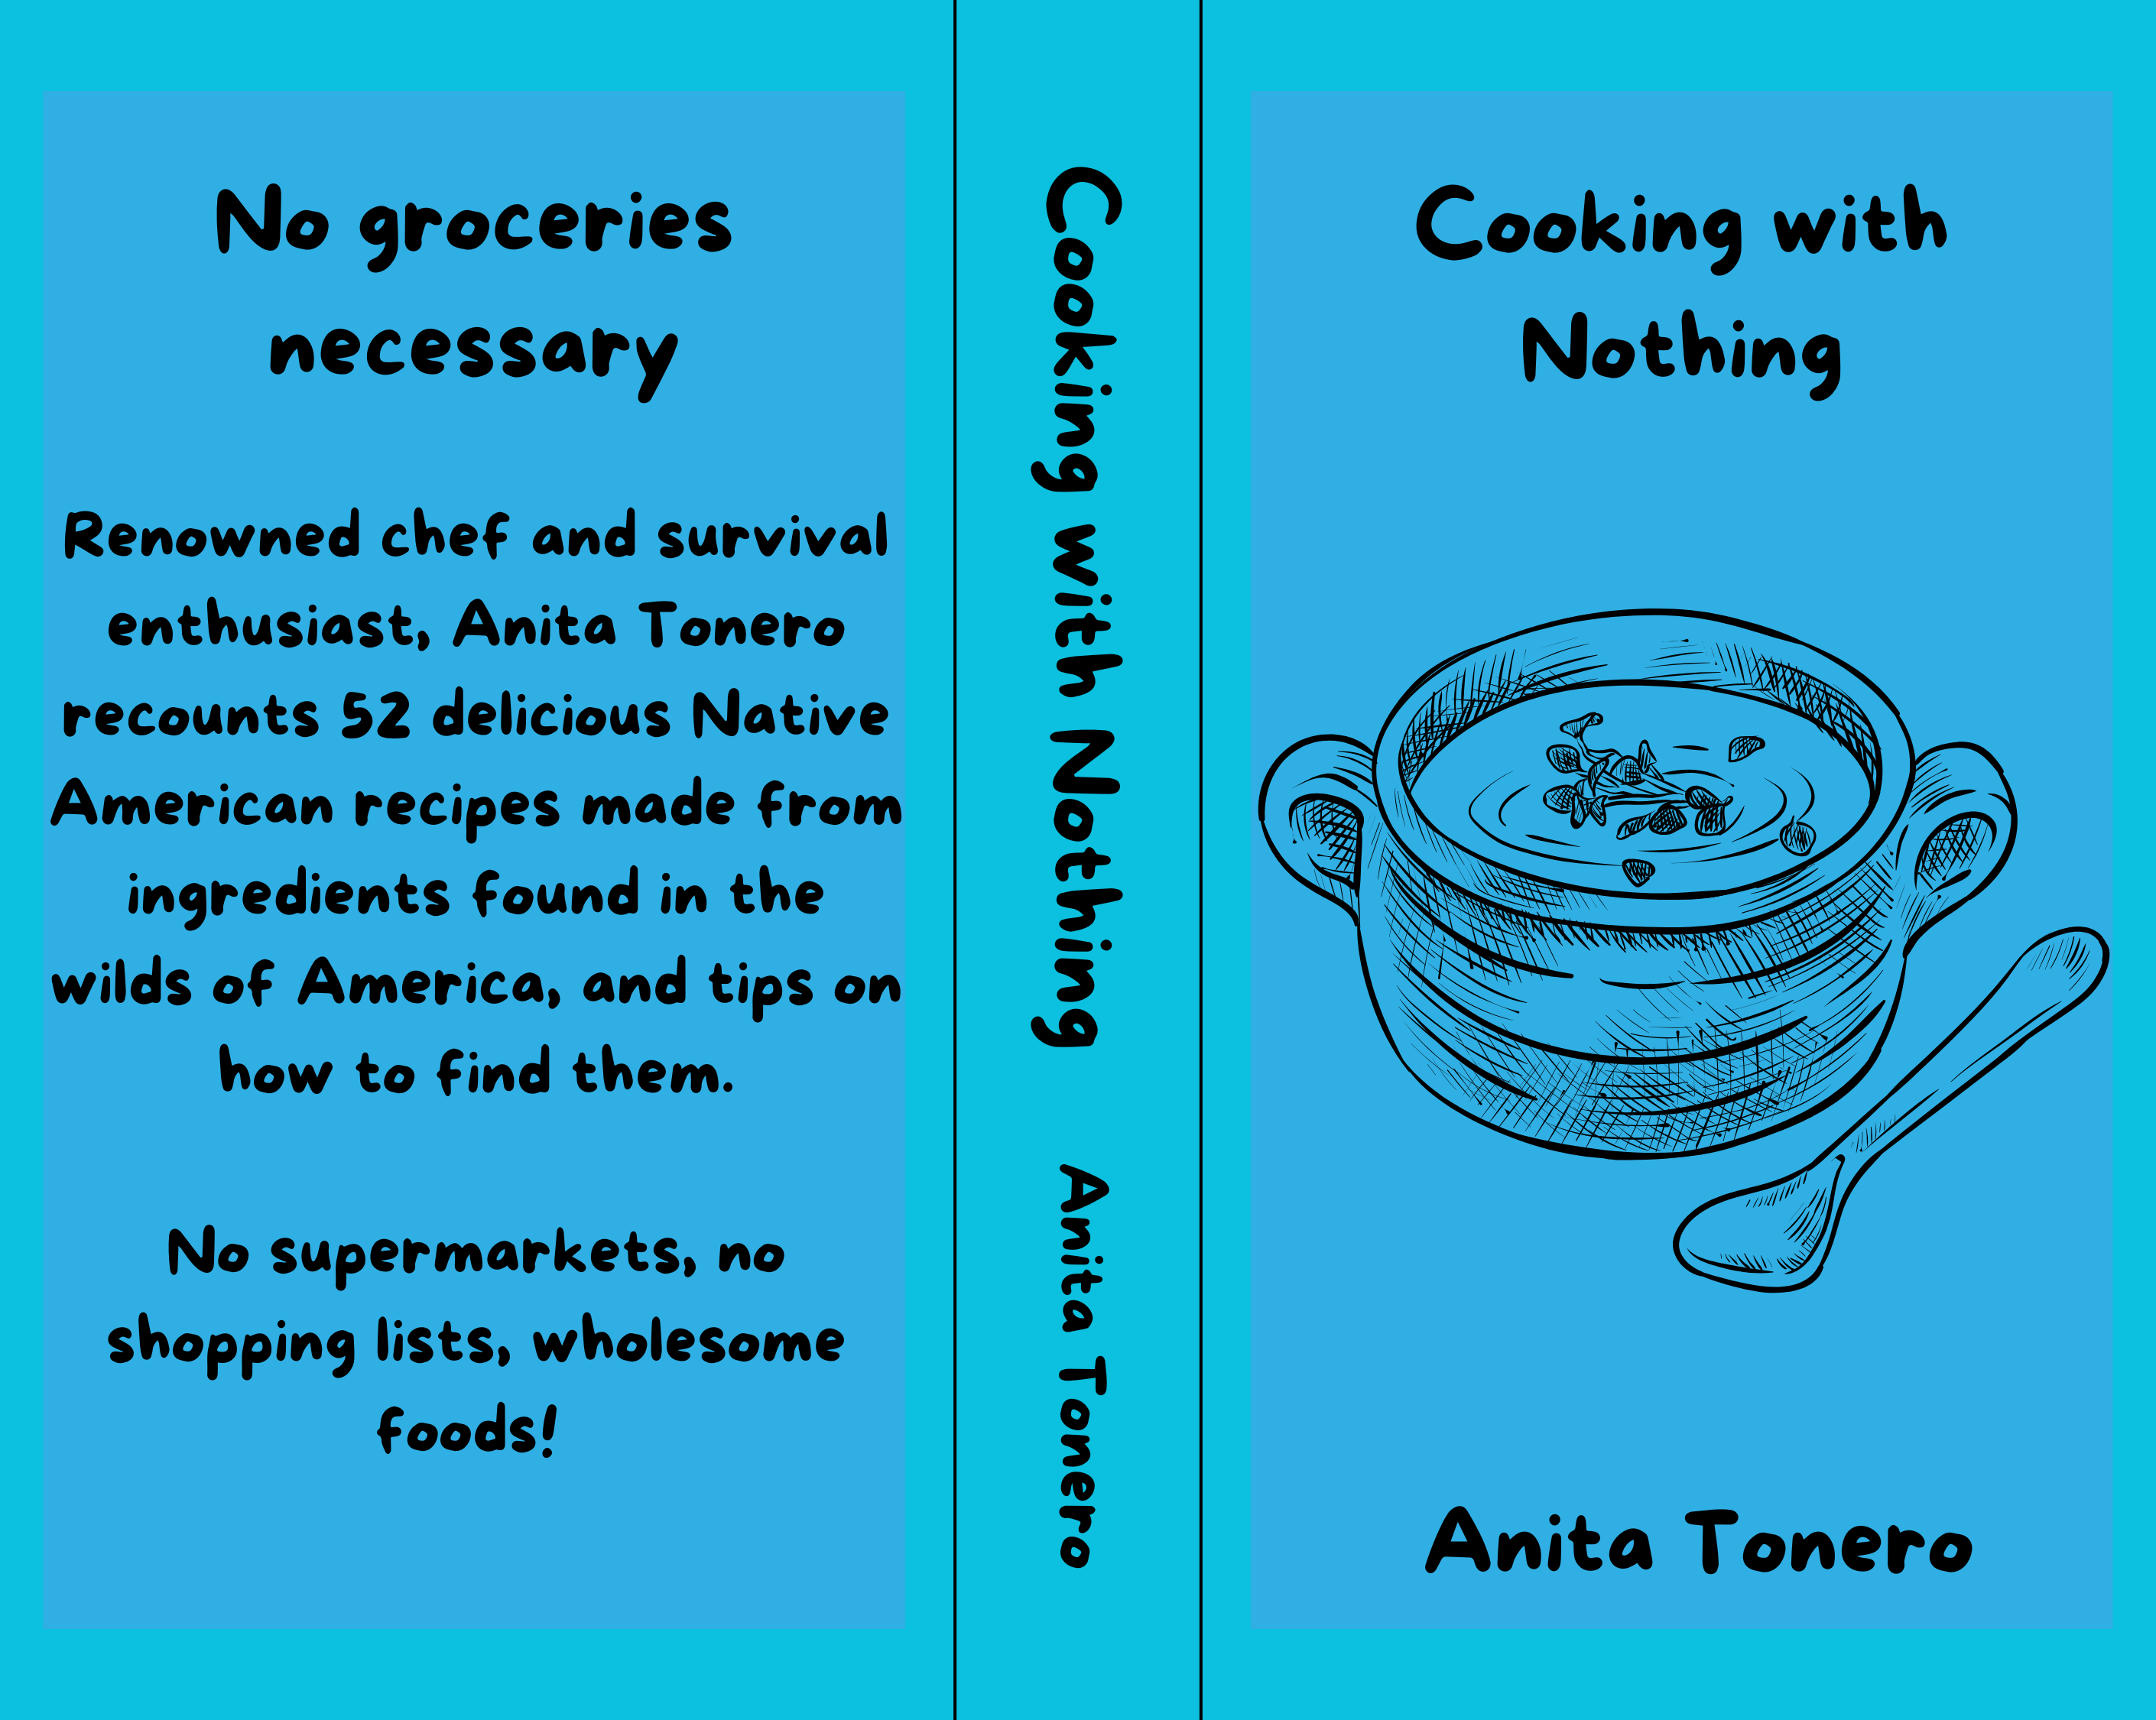 No groceries
necessary
Renowned chef and survival
enthusiast, Anita Tonero
recounts 52 delicious Native
American recipes made from
ingredients found in the
wilds of America, and tips on
how to find them.
No supermarkets, no
shopping lists, wholesome
foods!
Cooking with Nothing
Anita Tonero
Cooking with
Nothing
Anita Tonero